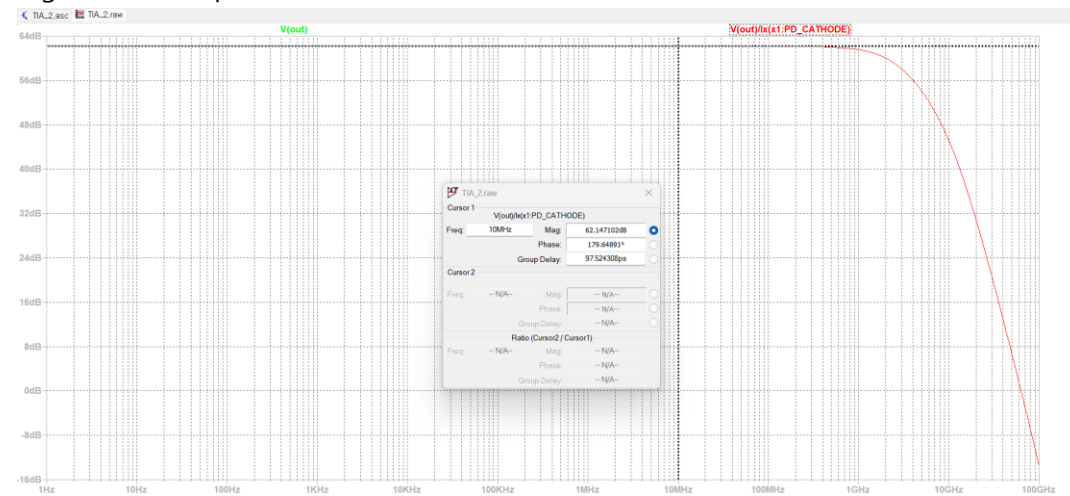 TIA_2.asc TIA_2.raw
V(out) V(out)/Ix(x1:PD_CATHODE)
64dB
56dB
48dB
40dB
32dB
24dB
16dB
8dB
0dB
-8dB
-16dB
1Hz 10Hz 100Hz 1KHz 10KHz 100KHz 1MHz 10MHz 100MHz 1GHz 10GHz 100GHz
TIA_2.raw
Cursor 1
V(out)/Ix(x1:PD_CATHODE)
Freq: 10MHz Mag: 62.147102dB
Phase: 179.64891°
Group Delay: 97.524308ps
Cursor 2
Freq: -- N/A-- Mag: -- N/A--
Phase: -- N/A--
Group Delay: -- N/A--
Ratio (Cursor2 / Cursor1)
Freq: -- N/A-- Mag: -- N/A--
Phase: -- N/A--
Group Delay: -- N/A--